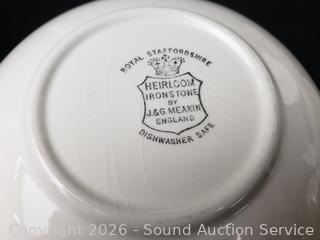 ROYAL STAFFORDSHIRE
HEIRLOOM
IRONSTONE
BY
J.&G MEAKIN
ENGLAND
DISHWASHER SAFE
Copyright 2026 - Sound Auction Service